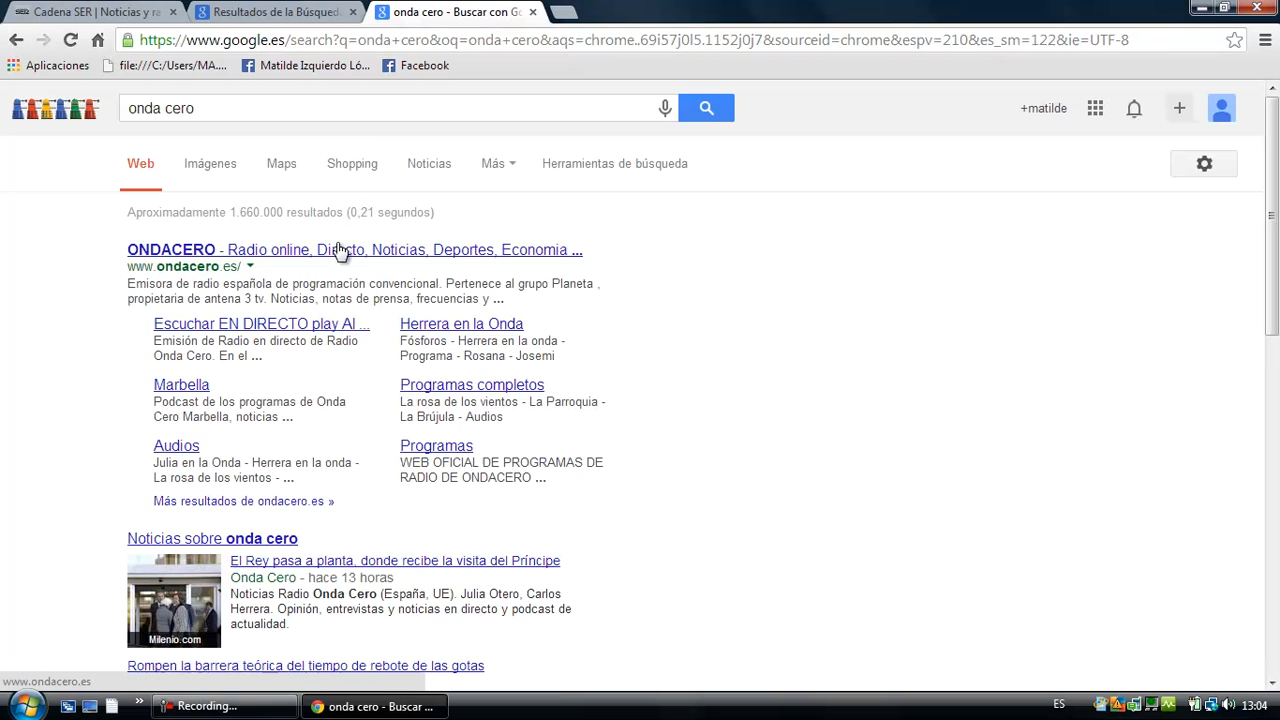 Cadena SER | Noticias y ra
Resultados de la Búsqued
onda cero - Buscar con Go
https://www.google.es/search?q=onda+cero&oq=onda+cero&aqs=chrome..69i57j0l5.1152j0j7&sourceid=chrome&espv=210&es_sm=122&ie=UTF-8
Aplicaciones
file:///C:/Users/MA....
Matilde Izquierdo Ló...
Facebook
onda cero
+matilde
Web Imágenes Maps Shopping Noticias Más Herramientas de búsqueda
Aproximadamente 1.660.000 resultados (0,21 segundos)
ONDACERO - Radio online, Directo, Noticias, Deportes, Economia ...
www.ondacero.es/
Emisora de radio española de programación convencional. Pertenece al grupo Planeta ,
propietaria de antena 3 tv. Noticias, notas de prensa, frecuencias y ...
Escuchar EN DIRECTO play Al ...
Emisión de Radio en directo de Radio
Onda Cero. En el ...
Herrera en la Onda
Fósforos - Herrera en la onda -
Programa - Rosana - Josemi
Marbella
Podcast de los programas de Onda
Cero Marbella, noticias ...
Programas completos
La rosa de los vientos - La Parroquia -
La Brújula - Audios
Audios
Julia en la Onda - Herrera en la onda -
La rosa de los vientos - ...
Programas
WEB OFICIAL DE PROGRAMAS DE
RADIO DE ONDACERO ...
Más resultados de ondacero.es »
Noticias sobre onda cero
El Rey pasa a planta, donde recibe la visita del Príncipe
Onda Cero - hace 13 horas
Noticias Radio Onda Cero (España, UE). Julia Otero, Carlos
Herrera. Opinión, entrevistas y noticias en directo y podcast de
actualidad.
Milenio.com
Rompen la barrera teórica del tiempo de rebote de las gotas
www.ondacero.es
Recording...
onda cero - Buscar ...
ES
13:04